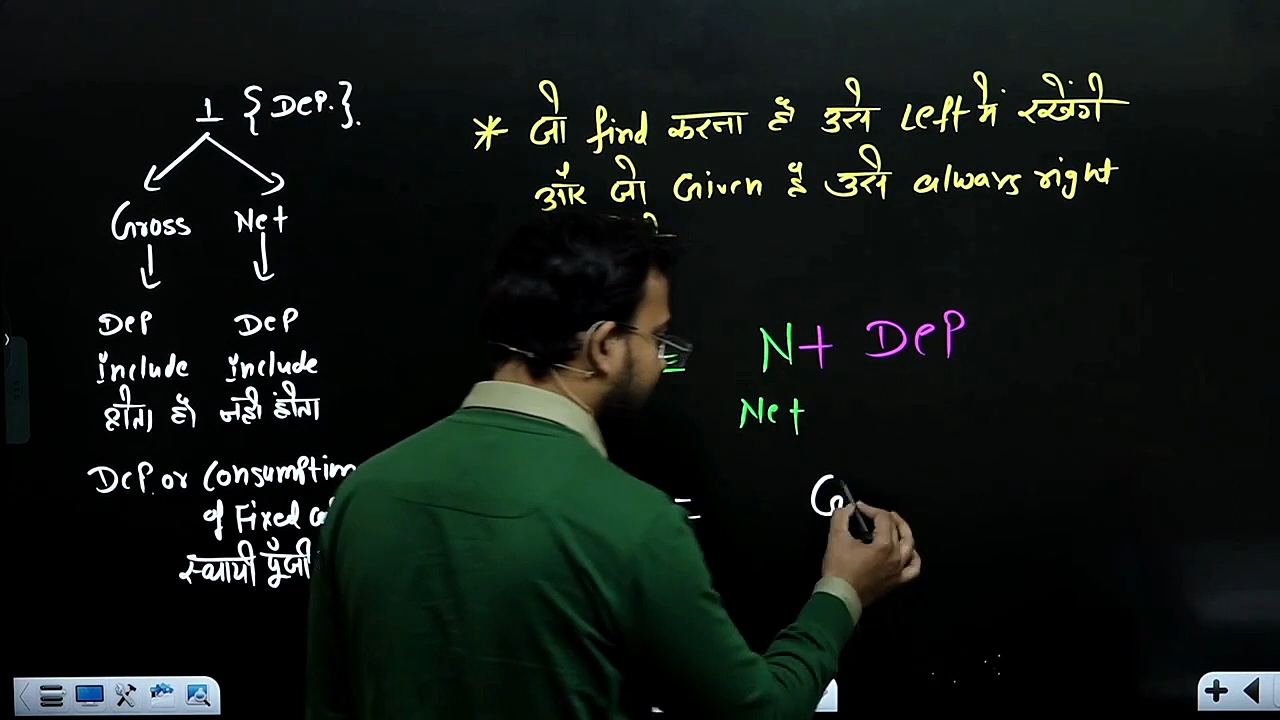 1 {Dep.}.
Gross Net
Dep Dep
include include
होता है। नही होता
Dep. or Consumption
of Fixed
स्थायी पूँजी
* जो find करना है उसे Left में रखेंगे
और जो Given है उसे always right
= N + Dep
Net
= G